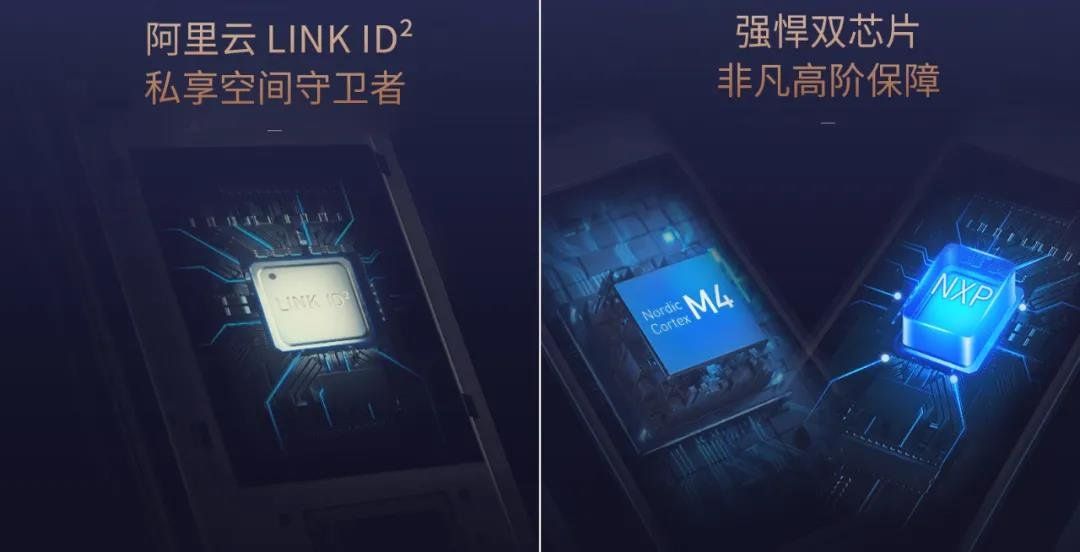 阿里云 LINK ID²
私享空间守卫者
LINK ID²
强悍双芯片
非凡高阶保障
Nordic
Cortex M4
NXP